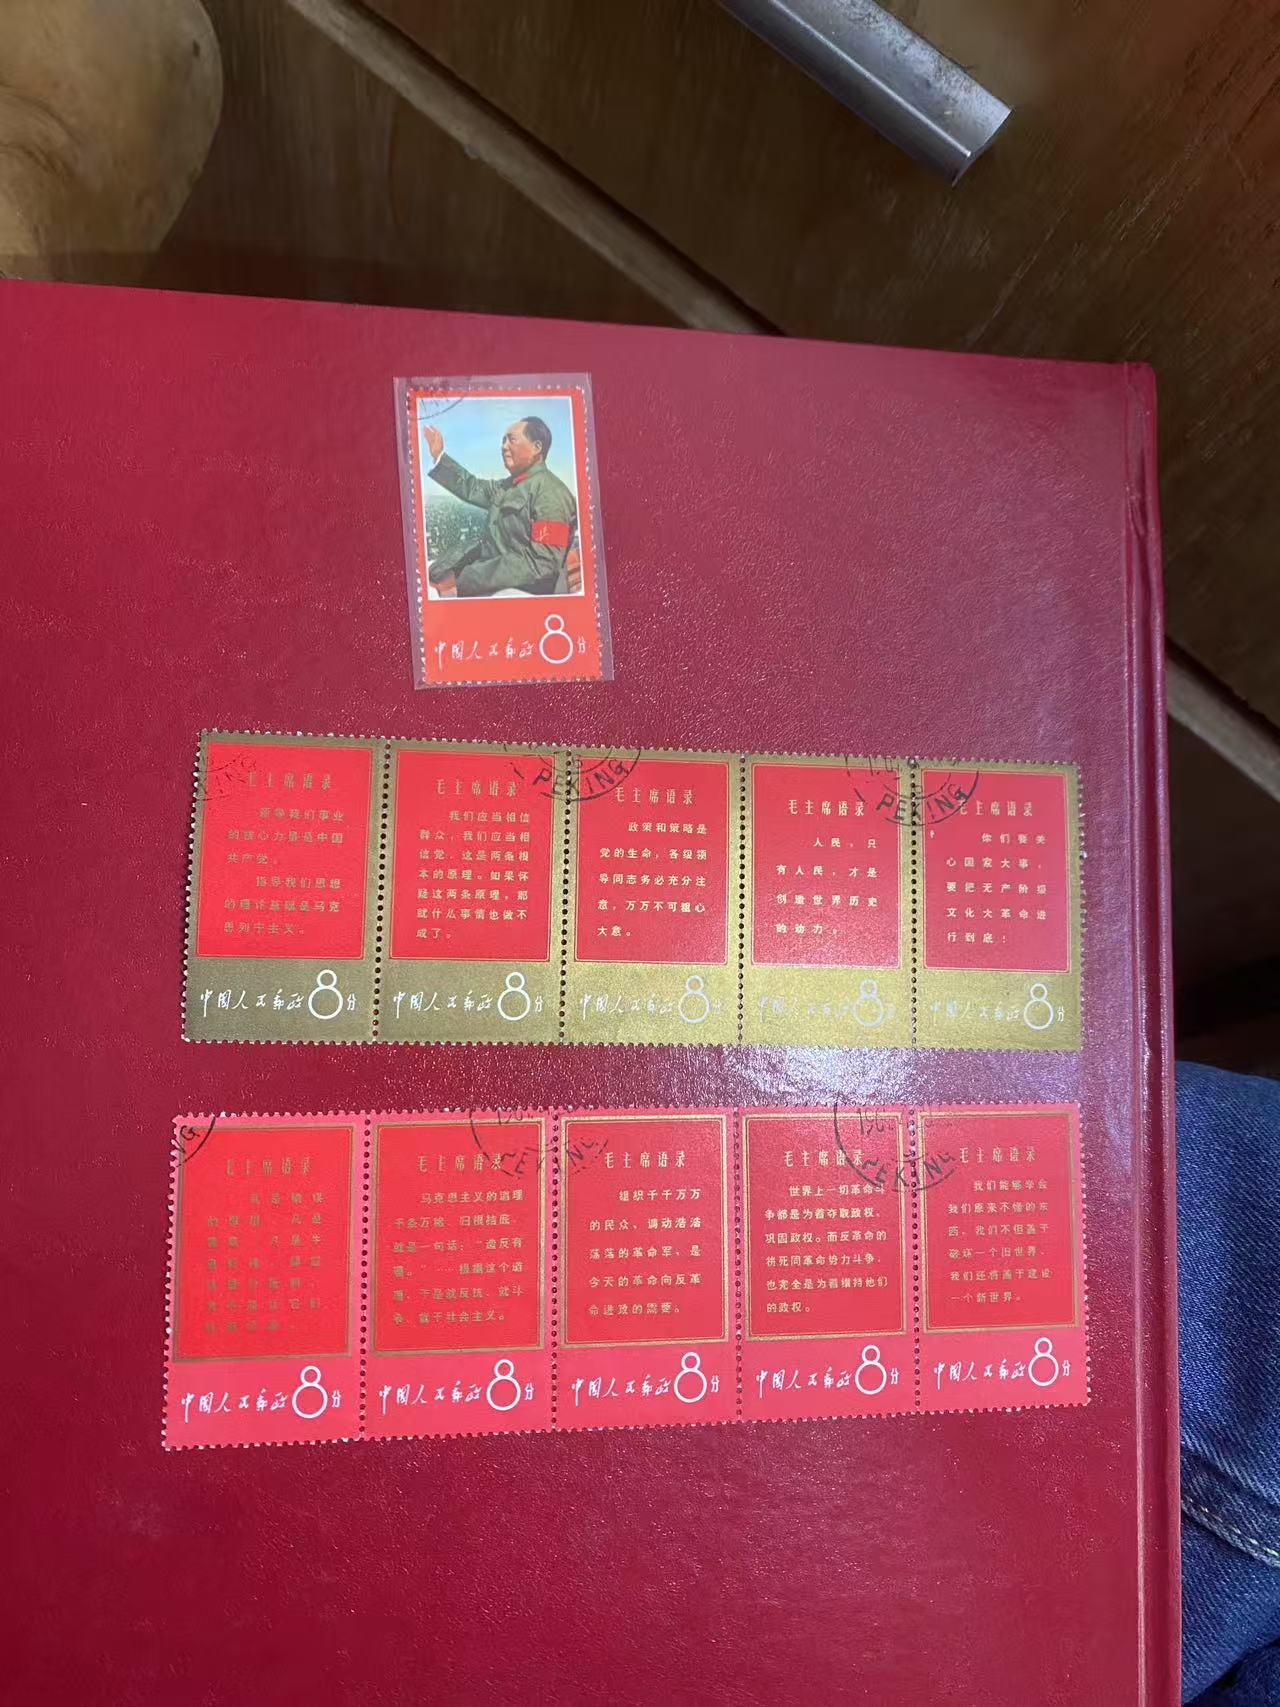 中国人民邮政 8分
毛主席语录
领导我们事业
的核心力量是中国
共产党。
指导我们思想
的理论基础是马克
思列宁主义。
中国人民邮政 8分
毛主席语录
我们应当相信
群众，我们应当相
信党，这是两条根
本的原理。如果怀
疑这两条原理，那
就什么事情也做不
成了。
中国人民邮政 8分
PEKING
毛主席语录
政策和策略是
党的生命，各级领
导同志务必充分注
意，万万不可粗心
大意。
中国人民邮政 8分
毛主席语录
人民，只
有人民，才是
创造世界历史
的动力。
中国人民邮政 8分
PEKING
毛主席语录
你们要关
心国家大事，
要把无产阶级
文化大革命进
行到底！
中国人民邮政 8分
毛主席语录
中国人民邮政 8分
毛主席语录
马克思主义的道理
千条万绪，归根结底，
就是一句话：“造反有
理。”……根据这个道
理，于是就反抗，就斗
争，就干社会主义。
中国人民邮政 8分
PEKING
毛主席语录
组织千千万万
的民众，调动浩浩
荡荡的革命军，是
今天的革命向反革
命进攻的需要。
中国人民邮政 8分
毛主席语录
世界上一切革命斗
争都是为着夺取政权，
巩固政权。而反革命的
拚死同革命势力斗争，
也完全是为着维持他们
的政权。
中国人民邮政 8分
PEKING
毛主席语录
我们能够学会
我们原来不懂的东
西。我们不但善于
破坏一个旧世界，
我们还将善于建设
一个新世界。
中国人民邮政 8分